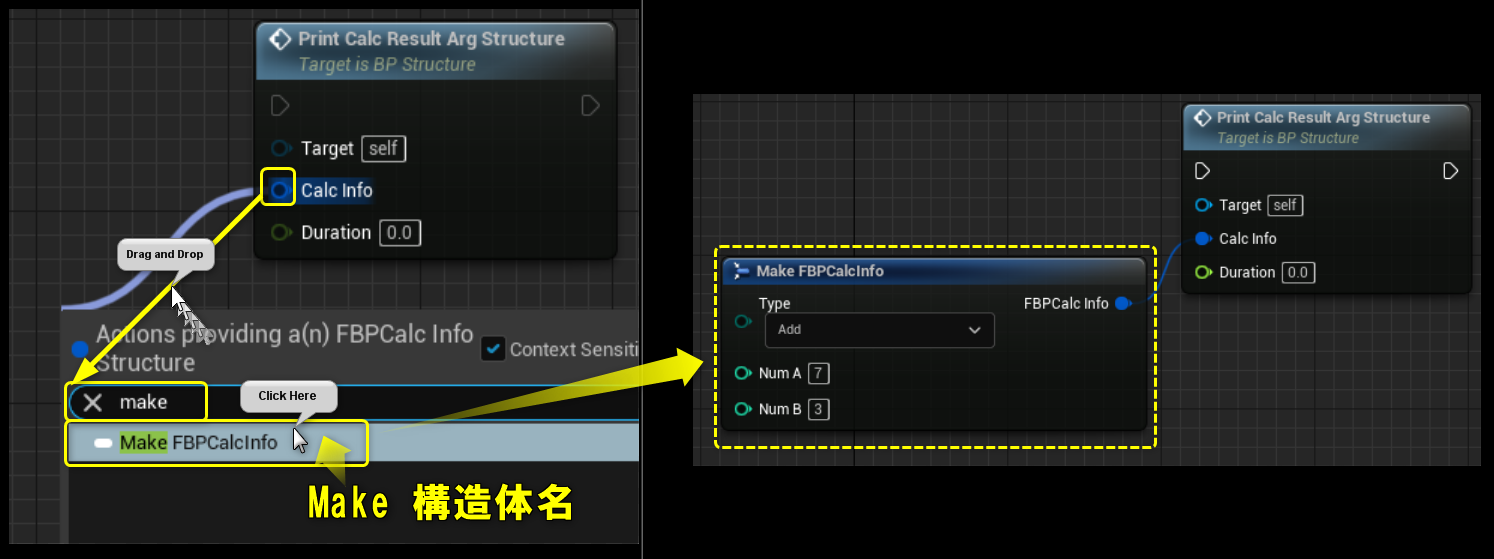 Print Calc Result Arg Structure
Target is BP Structure
Target self
Calc Info
Duration 0.0
Drag and Drop
Actions providing a(n) FBPCalc Info
Structure
Context Sensiti
make
Click Here
Make FBPCalcInfo
Make 構造体名
Print Calc Result Arg Structure
Target is BP Structure
Target self
Calc Info
Duration 0.0
Make FBPCalcInfo
Type
FBPCalc Info
Add
Num A 7
Num B 3